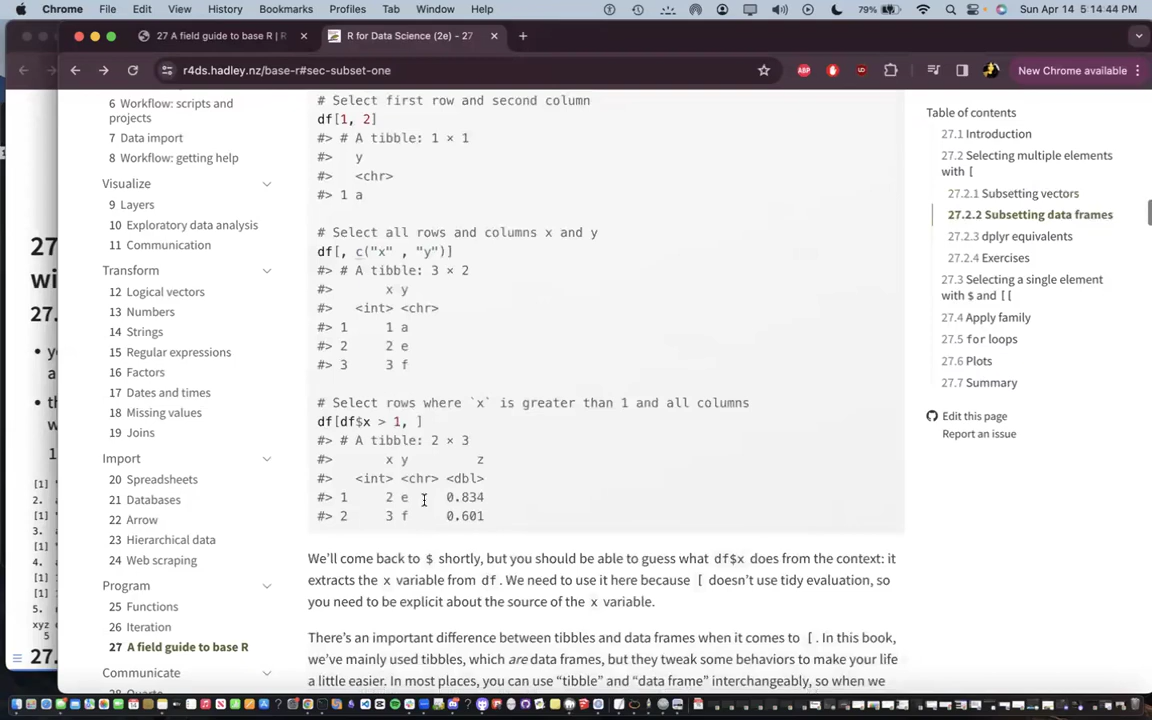 Chrome File Edit View History Bookmarks Profiles Tab Window Help 79% Sun Apr 14 5:14:44 PM
27 A field guide to base R |
R for Data Science (2e) - 27
r4ds.hadley.nz/base-r#sec-subset-one
ABP
New Chrome available
27
wi
27.
6 Workflow: scripts and
projects
7 Data import
8 Workflow: getting help
Visualize
9 Layers
10 Exploratory data analysis
11 Communication
Transform
12 Logical vectors
13 Numbers
14 Strings
15 Regular expressions
16 Factors
17 Dates and times
18 Missing values
19 Joins
Import
20 Spreadsheets
21 Databases
22 Arrow
23 Hierarchical data
24 Web scraping
Program
25 Functions
26 Iteration
27 A field guide to base R
Communicate
# Select first row and second column
df[1, 2]
#> # A tibble: 1 × 1
#>   y
#>   <chr>
#> 1 a
# Select all rows and columns x and y
df[, c("x" , "y")]
#> # A tibble: 3 × 2
#>       x y
#>   <int> <chr>
#> 1     1 a
#> 2     2 e
#> 3     3 f
# Select rows where `x` is greater than 1 and all columns
df[df$x > 1, ]
#> # A tibble: 2 × 3
#>       x y         z
#>   <int> <chr> <dbl>
#> 1     2 e     0.834
#> 2     3 f     0.601
We'll come back to $ shortly, but you should be able to guess what df$x does from the context: it
extracts the x variable from df. We need to use it here because [ doesn't use tidy evaluation, so
you need to be explicit about the source of the x variable.
There's an important difference between tibbles and data frames when it comes to [. In this book,
we've mainly used tibbles, which are data frames, but they tweak some behaviors to make your life
a little easier. In most places, you can use "tibble" and "data frame" interchangeably, so when we
Table of contents
27.1 Introduction
27.2 Selecting multiple elements
with [
27.2.1 Subsetting vectors
27.2.2 Subsetting data frames
27.2.3 dplyr equivalents
27.2.4 Exercises
27.3 Selecting a single element
with $ and [[
27.4 Apply family
27.5 for loops
27.6 Plots
27.7 Summary
Edit this page
Report an issue